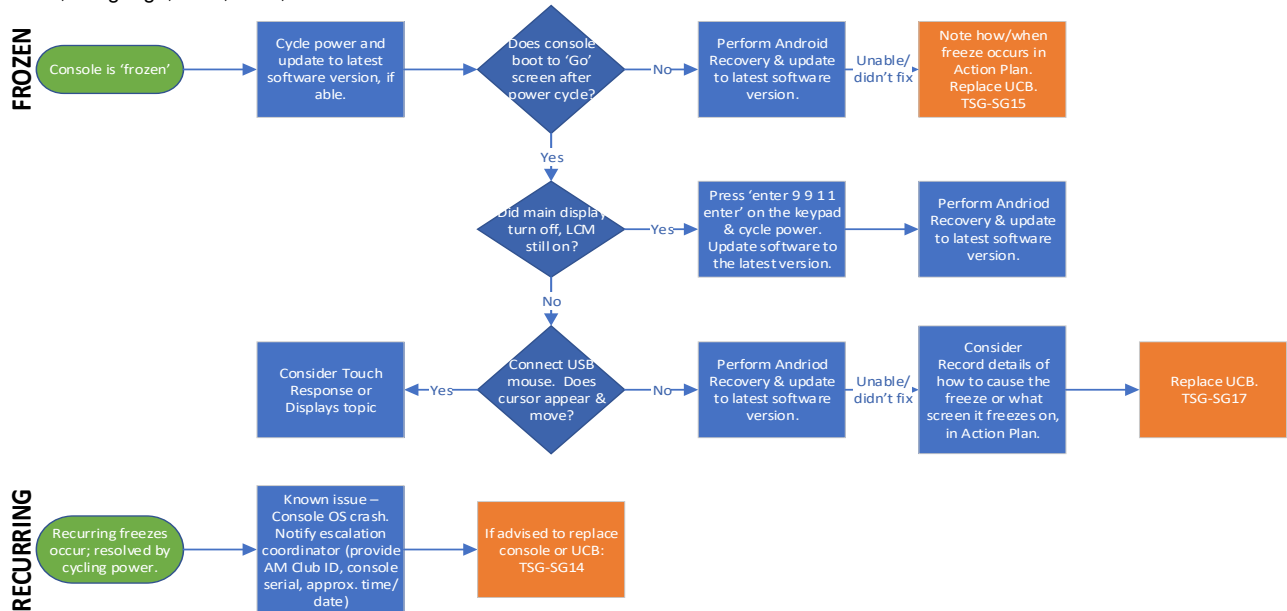 FROZEN
Console is ‘frozen’
Cycle power and
update to latest
software version, if
able.
Does console
boot to ‘Go’
screen after
power cycle?
No
Perform Android
Recovery & update
to latest software
version.
Unable/
didn’t fix
Note how/when
freeze occurs in
Action Plan.
Replace UCB.
TSG-SG15
Yes
Did main display
turn off, LCM
still on?
Yes
Press ‘enter 9 9 1 1
enter’ on the keypad
& cycle power.
Update software to
the latest version.
Perform Andriod
Recovery & update
to latest software
version.
No
Consider Touch
Response or
Displays topic
Yes
Connect USB
mouse. Does
cursor appear &
move?
No
Perform Andriod
Recovery & update
to latest software
version.
Unable/
didn’t fix
Consider
Record details of
how to cause the
freeze or what
screen it freezes on,
in Action Plan.
Replace UCB.
TSG-SG17
RECURRING
Recurring freezes
occur; resolved by
cycling power.
Known issue –
Console OS crash.
Notify escalation
coordinator (provide
AM Club ID, console
serial, approx. time/
date)
If advised to replace
console or UCB:
TSG-SG14